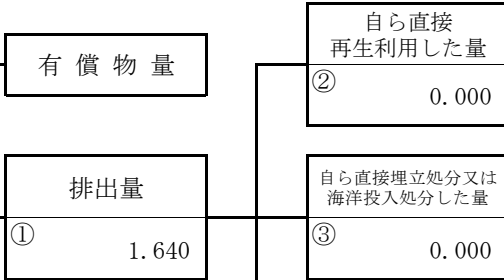 有償物量
排出量
①
1.640
自ら直接
再生利用した量
②
0.000
自ら直接埋立処分又は
海洋投入処分した量
③
0.000